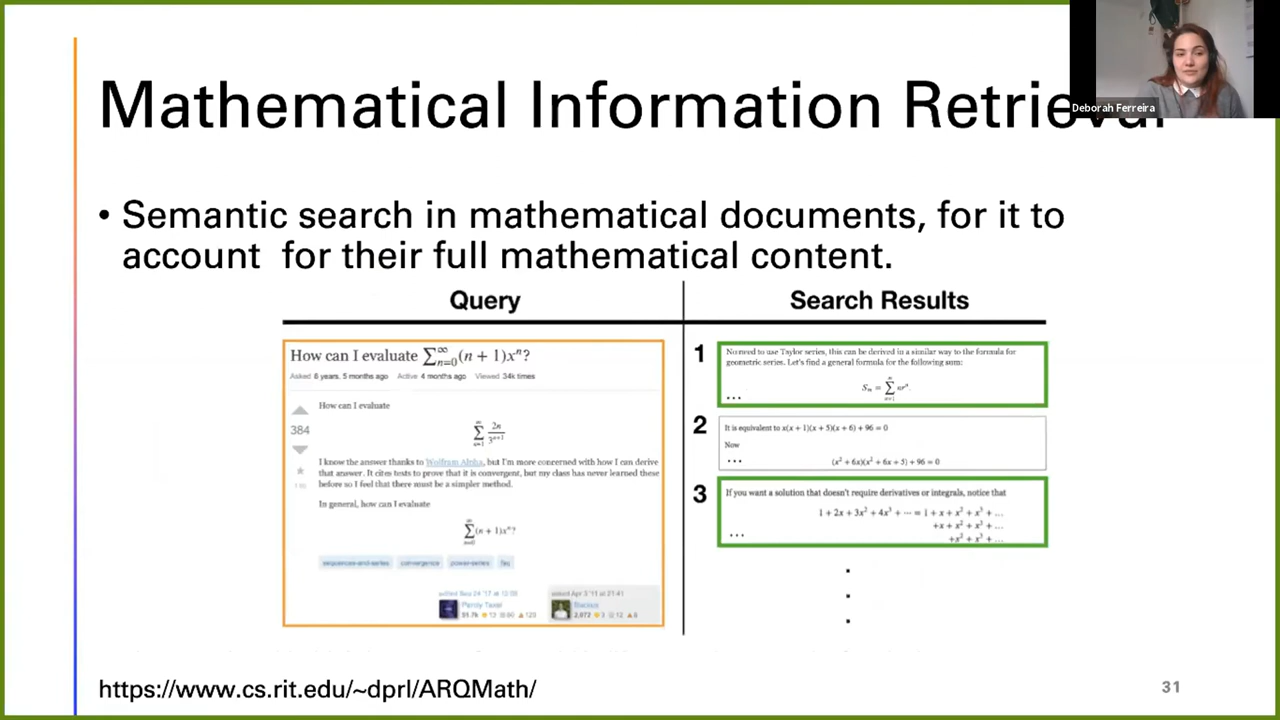 Deborah Ferreira
Mathematical Information Retrieval
• Semantic search in mathematical documents, for it to
account for their full mathematical content.
Query
Search Results
How can I evaluate ∑_{n=0}^{∞}(n + 1)x^n?
Asked 6 years, 5 months ago Active 4 months ago Viewed 34k times
How can I evaluate
384
∑_{n=1}^{∞} 2n/3^{n+1}
I know the answer thanks to Wolfram Alpha, but I'm more concerned with how I can derive
that answer. It cites tests to prove that it is convergent, but my class has never learned these
before so I feel that there must be a simpler method.
In general, how can I evaluate
∑_{n=0}^{∞}(n + 1)x^n?
sequences-and-series convergence power-series faq
edited Sep 24 '17 at
asked Apr 3 '11 at 21:41
1
No need to use Taylor series, this can be derived in a similar way to the formula for
geometric series. Let's find a general formula for the following sum:
...
2
It is equivalent to x(x + 1)(x + 5)(x + 6) + 96 = 0
Now
... (x² + 6x)(x² + 6x + 5) + 96 = 0
3
If you want a solution that doesn't require derivatives or integrals, notice that
1 + 2x + 3x² + 4x³ + ⋯ = 1 + x + x² + x³ + ...
+x + x² + x³ + ...
... +x² + x³ + ...
https://www.cs.rit.edu/~dprl/ARQMath/
31